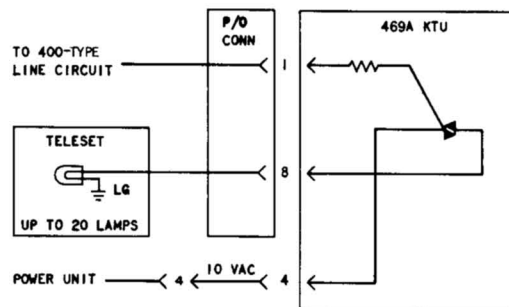 P/O
CONN
469A KTU
TO 400-TYPE
LINE CIRCUIT
1
TELESET
LG
8
UP TO 20 LAMPS
POWER UNIT
4
10 VAC
4